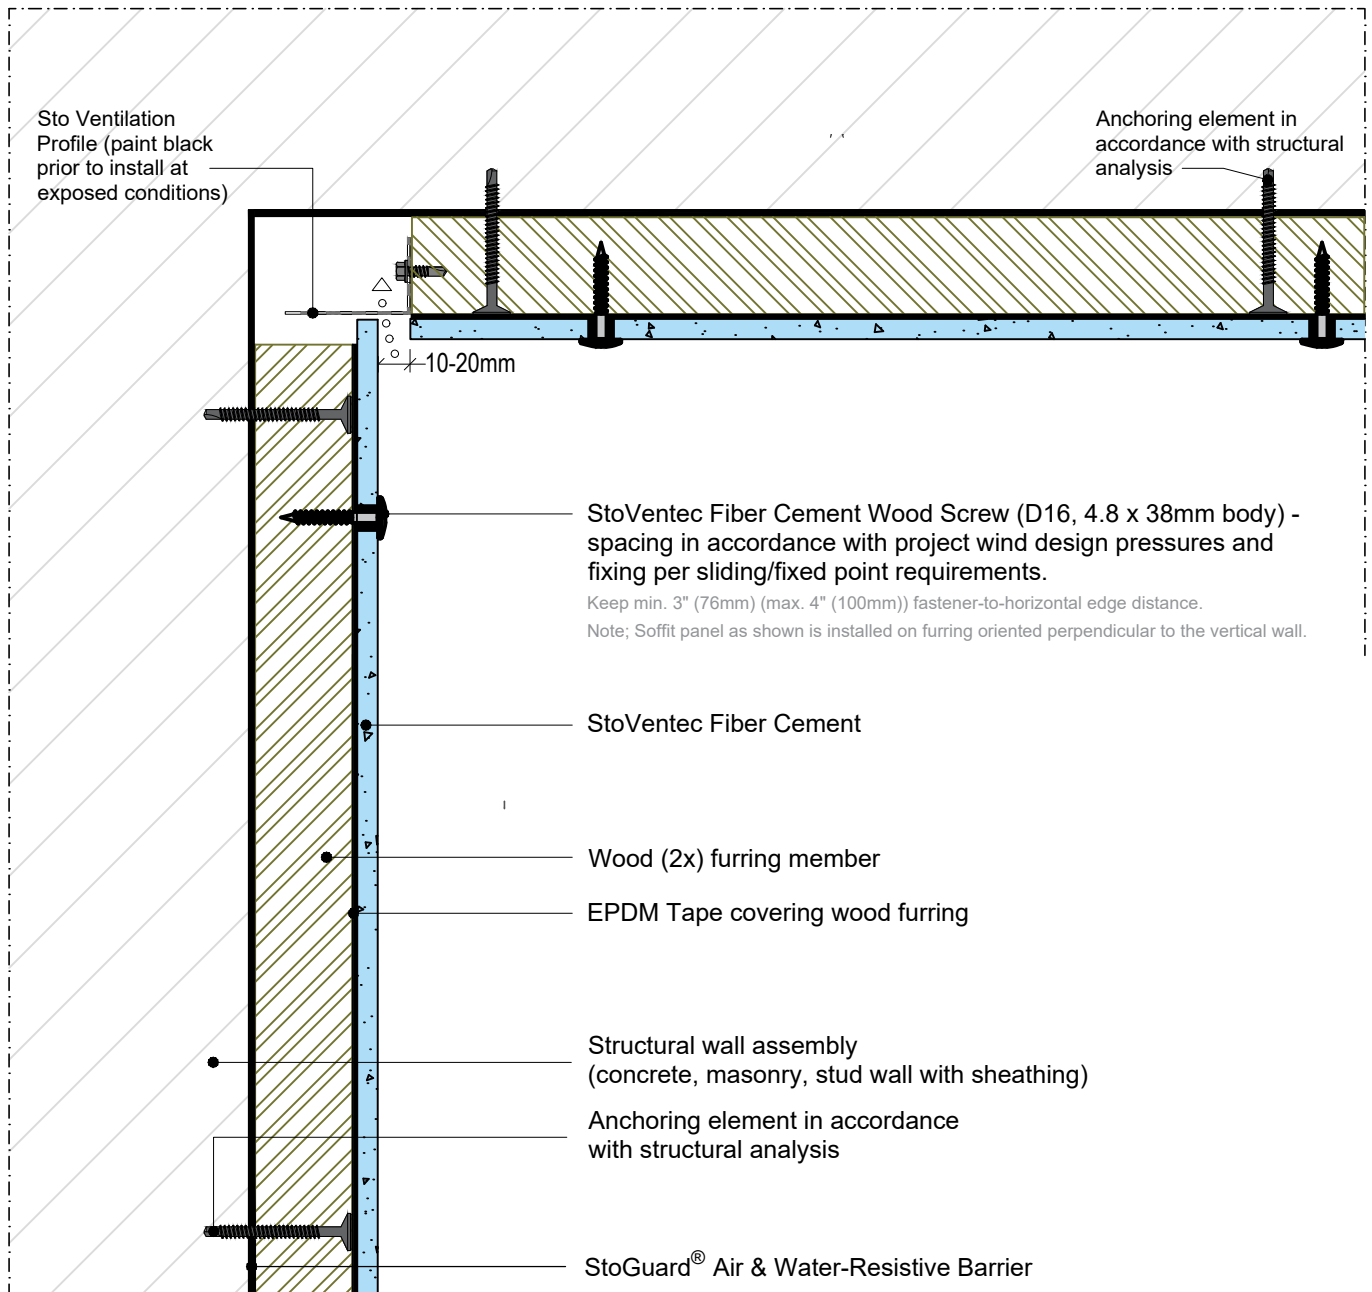 Sto Ventilation
Profile (paint black
prior to install at
exposed conditions)
Anchoring element in
accordance with structural
analysis
10-20mm
StoVentec Fiber Cement Wood Screw (D16, 4.8 x 38mm body) -
spacing in accordance with project wind design pressures and
fixing per sliding/fixed point requirements.
Keep min. 3" (76mm) (max. 4" (100mm)) fastener-to-horizontal edge distance.
Note; Soffit panel as shown is installed on furring oriented perpendicular to the vertical wall.
StoVentec Fiber Cement
Wood (2x) furring member
EPDM Tape covering wood furring
Structural wall assembly
(concrete, masonry, stud wall with sheathing)
Anchoring element in accordance
with structural analysis
StoGuard® Air & Water-Resistive Barrier